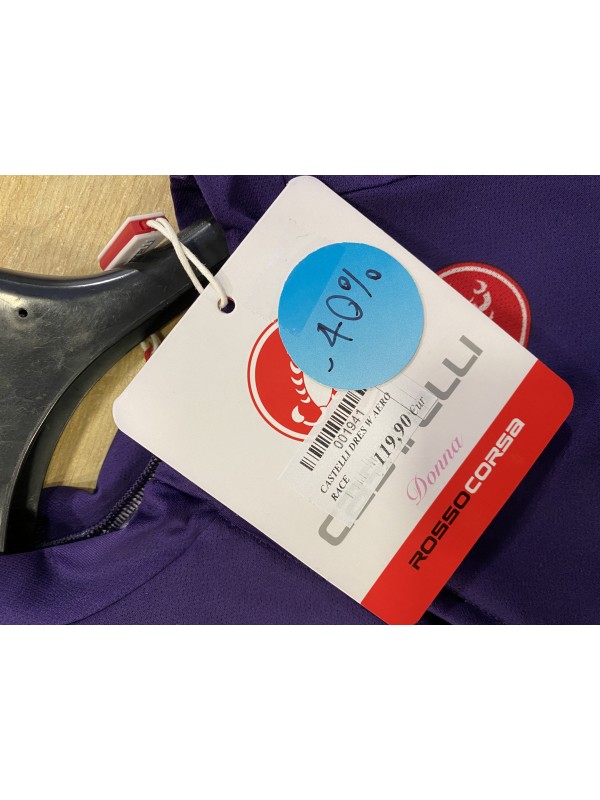 -40%
001941
CASTELLI DRES W AERO
RACE
119,90 Eur
Donna
ROSSOCORSA